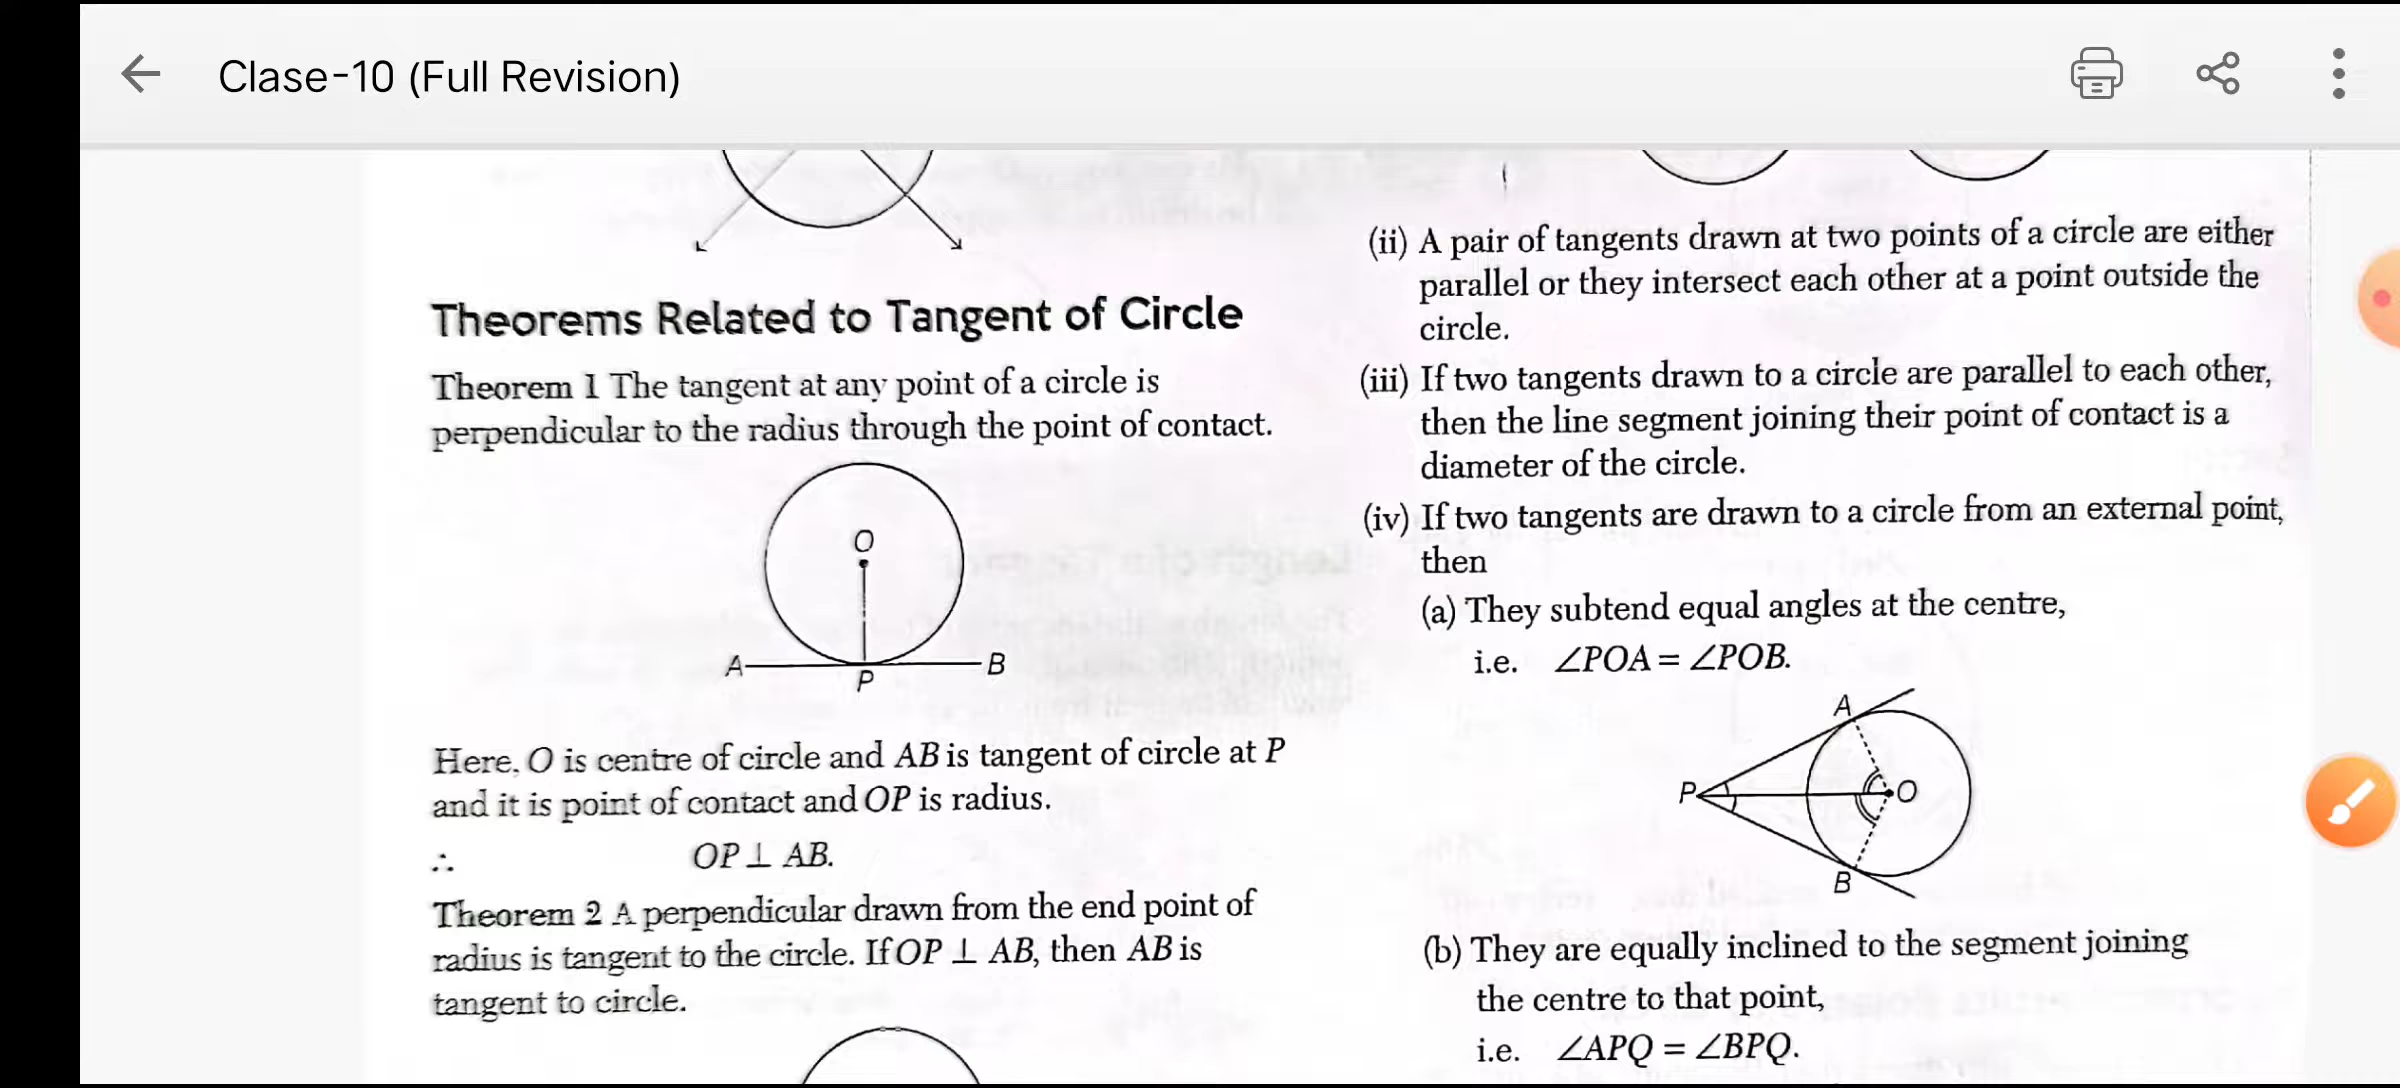 Clase-10 (Full Revision)
Theorems Related to Tangent of Circle
Theorem 1 The tangent at any point of a circle is
perpendicular to the radius through the point of contact.
O
A
B
P
Here, O is centre of circle and AB is tangent of circle at P
and it is point of contact and OP is radius.
∴ OP ⊥ AB.
Theorem 2 A perpendicular drawn from the end point of
radius is tangent to the circle. If OP ⊥ AB, then AB is
tangent to circle.
(ii) A pair of tangents drawn at two points of a circle are either
parallel or they intersect each other at a point outside the
circle.
(iii) If two tangents drawn to a circle are parallel to each other,
then the line segment joining their point of contact is a
diameter of the circle.
(iv) If two tangents are drawn to a circle from an external point,
then
(a) They subtend equal angles at the centre,
i.e. ∠POA = ∠POB.
A
P
O
B
(b) They are equally inclined to the segment joining
the centre to that point,
i.e. ∠APQ = ∠BPQ.